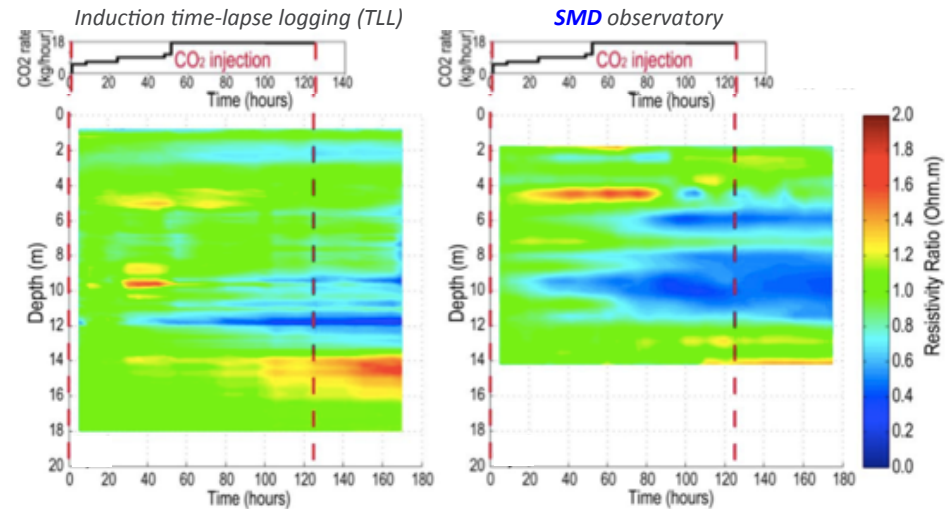 Induction time-lapse logging (TLL)
SMD observatory
CO2 rate
(kg/hour)
18
0
CO₂ injection
0 20 40 60 80 100 120 140
Time (hours)
CO2 rate
(kg/hour)
18
0
CO₂ injection
0 20 40 60 80 100 120 140
Time (hours)
Depth (m)
0
2
4
6
8
10
12
14
16
18
20
0 20 40 60 80 100 120 140 160 180
Time (hours)
Depth (m)
0
2
4
6
8
10
12
14
16
18
20
0 20 40 60 80 100 120 140 160 180
Time (hours)
2.0
1.8
1.6
1.4
1.2
1.0
0.8
0.6
0.4
0.2
0.0
Resistivity Ratio (Ohm.m)